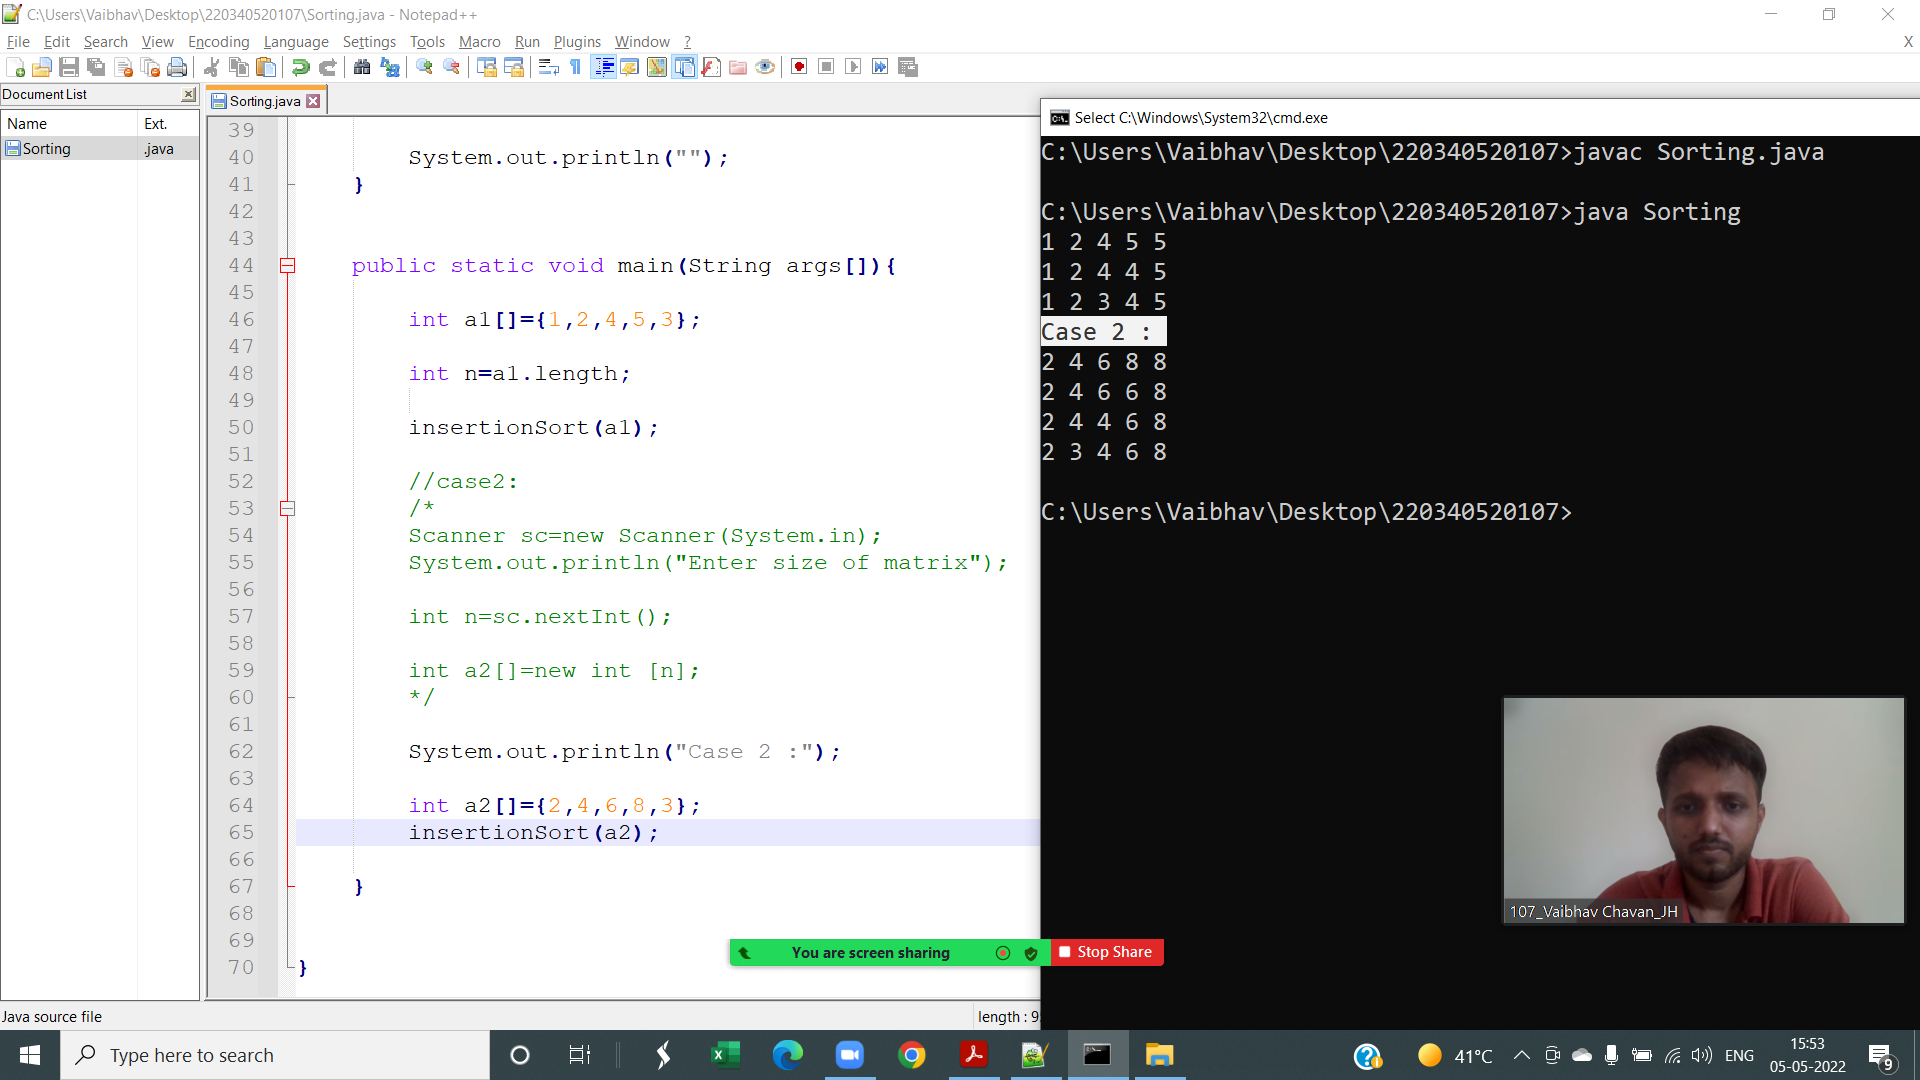 C:\Users\Vaibhav\Desktop\220340520107\Sorting.java - Notepad++
File Edit Search View Encoding Language Settings Tools Macro Run Plugins Window ?
X
Document List
Name Ext.
Sorting .java
Sorting.java
39
40 System.out.println("");
41 }
42
43
44 public static void main(String args[]){
45
46 int a1[]={1,2,4,5,3};
47
48 int n=a1.length;
49
50 insertionSort(a1);
51
52 //case2:
53 /*
54 Scanner sc=new Scanner(System.in);
55 System.out.println("Enter size of matrix");
56
57 int n=sc.nextInt();
58
59 int a2[]=new int [n];
60 */
61
62 System.out.println("Case 2 :");
63
64 int a2[]={2,4,6,8,3};
65 insertionSort(a2);
66
67 }
68
69
70 }
Select C:\Windows\System32\cmd.exe
C:\Users\Vaibhav\Desktop\220340520107>javac Sorting.java
C:\Users\Vaibhav\Desktop\220340520107>java Sorting
1 2 4 5 5
1 2 4 4 5
1 2 3 4 5
Case 2 :
2 4 6 8 8
2 4 6 6 8
2 4 4 6 8
2 3 4 6 8
C:\Users\Vaibhav\Desktop\220340520107>
107_Vaibhav Chavan_JH
You are screen sharing
Stop Share
Java source file
length : 9
Type here to search
41°C
ENG
15:53
05-05-2022
9